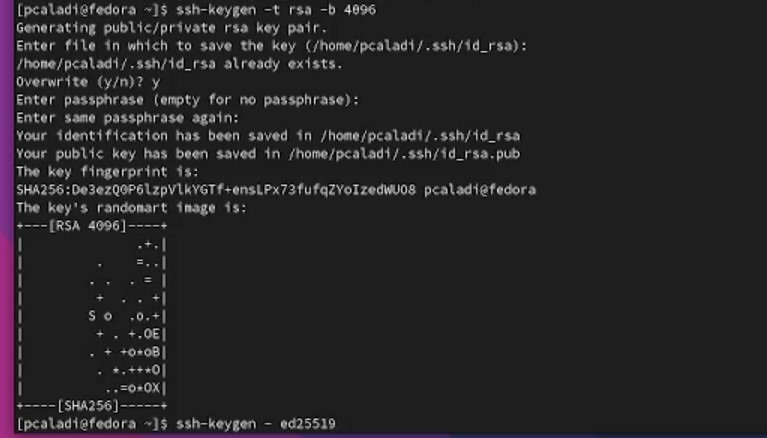 [pcaladi@fedora ~]$ ssh-keygen -t rsa -b 4096
Generating public/private rsa key pair.
Enter file in which to save the key (/home/pcaladi/.ssh/id_rsa):
/home/pcaladi/.ssh/id_rsa already exists.
Overwrite (y/n)? y
Enter passphrase (empty for no passphrase):
Enter same passphrase again:
Your identification has been saved in /home/pcaladi/.ssh/id_rsa
Your public key has been saved in /home/pcaladi/.ssh/id_rsa.pub
The key fingerprint is:
SHA256:De3ezQ0P6lzpVlkYGTf+ensLPx73fufqZYoIzedWUO8 pcaladi@fedora
The key's randomart image is:
+---[RSA 4096]----+
|              .+.|
|         .    =..|
|        . .  . = |
|         +  . . +|
|        S o  .o.+|
|         + . +.OE|
|        . + +o*oB|
|         . *.++*O|
|          ..=o*OX|
+----[SHA256]-----+
[pcaladi@fedora ~]$ ssh-keygen - ed25519